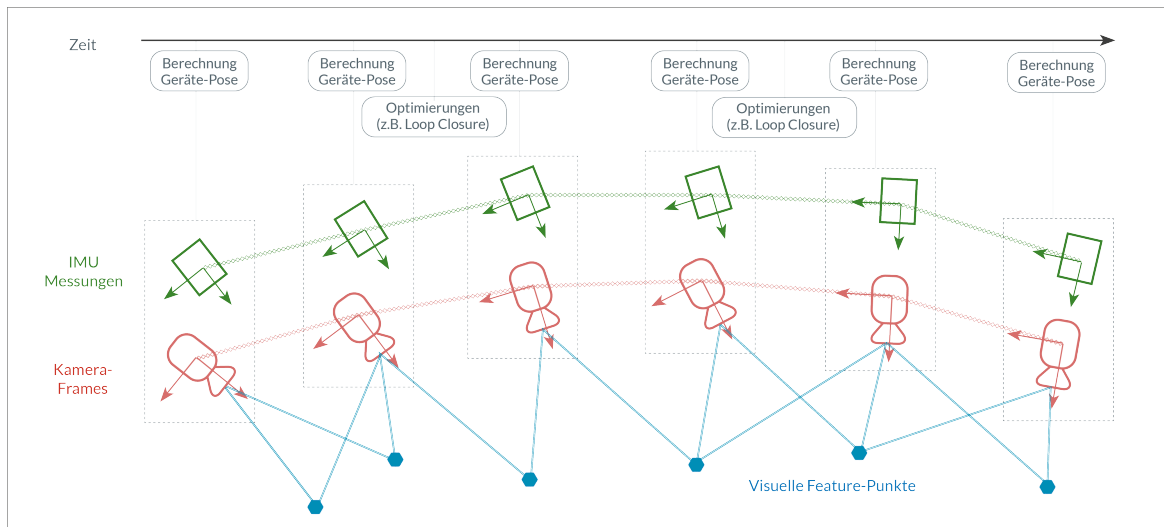 Zeit
Berechnung
Geräte-Pose
Berechnung
Geräte-Pose
Berechnung
Geräte-Pose
Berechnung
Geräte-Pose
Berechnung
Geräte-Pose
Berechnung
Geräte-Pose
Optimierungen
(z.B. Loop Closure)
Optimierungen
(z.B. Loop Closure)
IMU
Messungen
Kamera-
Frames
Visuelle Feature-Punkte